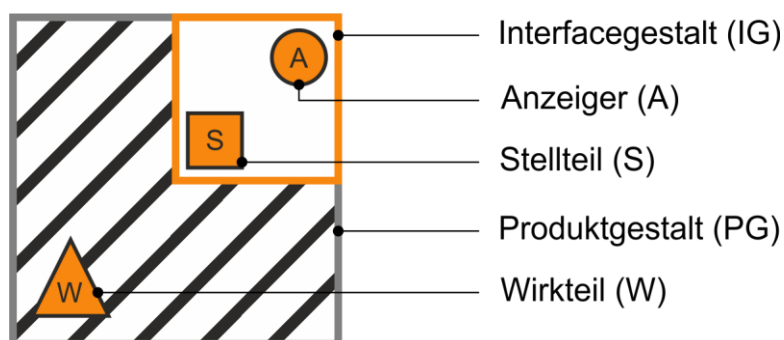 Interfacegestalt (IG)
A
Anzeiger (A)
S
Stellteil (S)
Produktgestalt (PG)
W
Wirkteil (W)